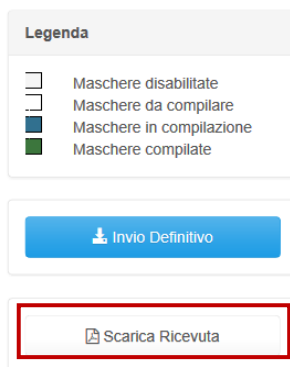 Legenda
Maschere disabilitate
Maschere da compilare
Maschere in compilazione
Maschere compilate
Invio Definitivo
Scarica Ricevuta